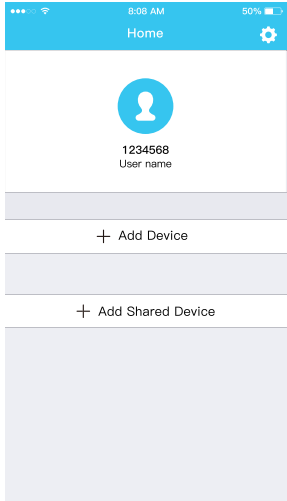 8:08 AM 50%
Home
1234568
User name
+ Add Device
+ Add Shared Device